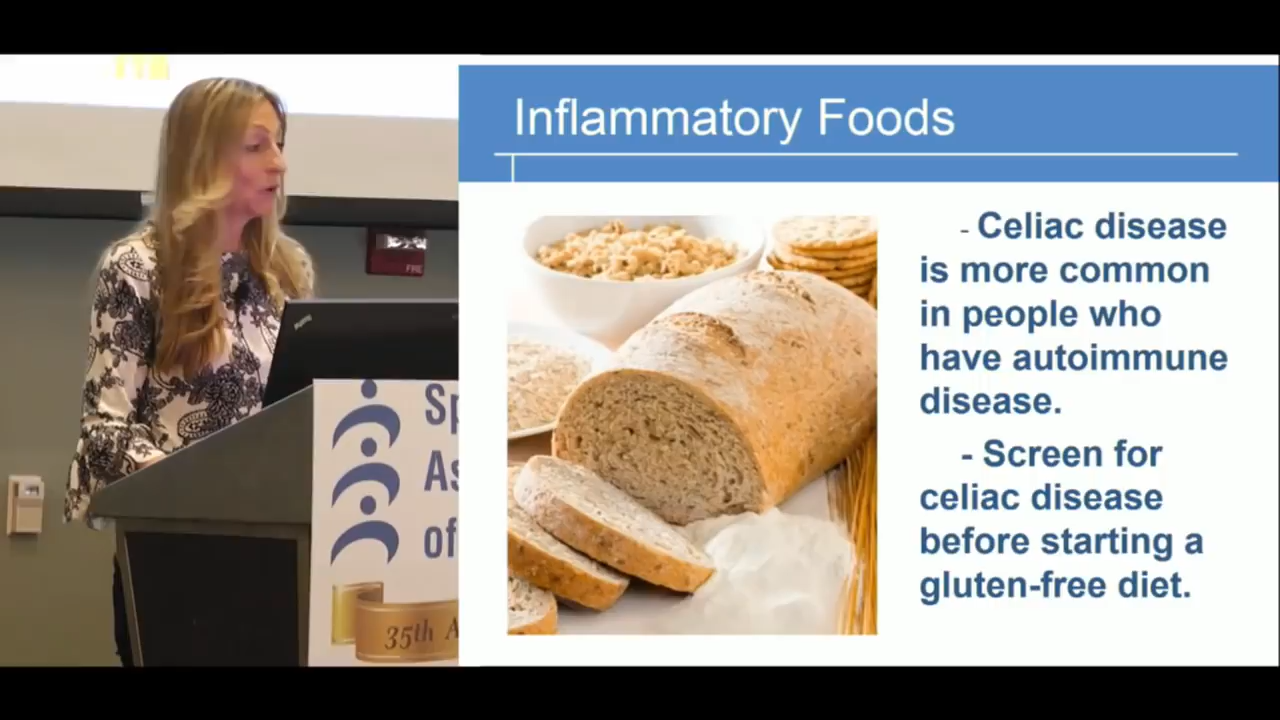 Inflammatory Foods
- Celiac disease
is more common
in people who
have autoimmune
disease.
- Screen for
celiac disease
before starting a
gluten-free diet.
FIRE
Sp
As
of
35th A